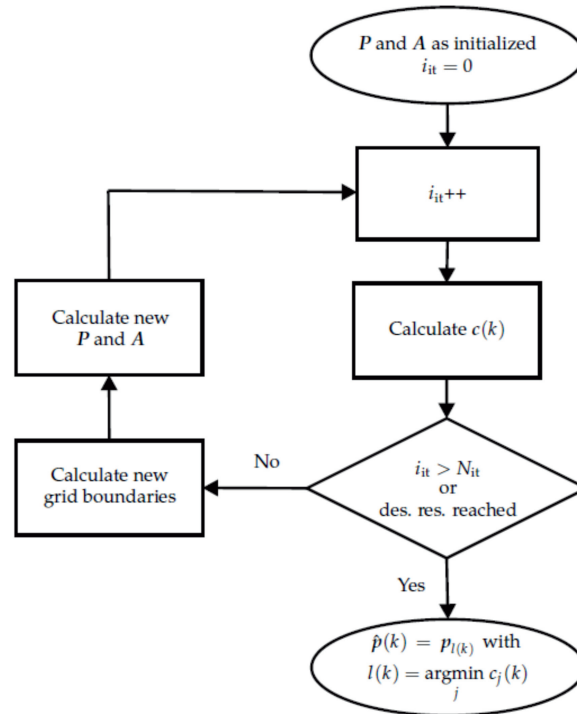 P and A as initialized
i_it = 0
i_it++
Calculate c(k)
Calculate new
P and A
Calculate new
grid boundaries
No
i_it > N_it
or
des. res. reached
Yes
p̂(k) = p_l(k) with
l(k) = argmin c_j(k)
j